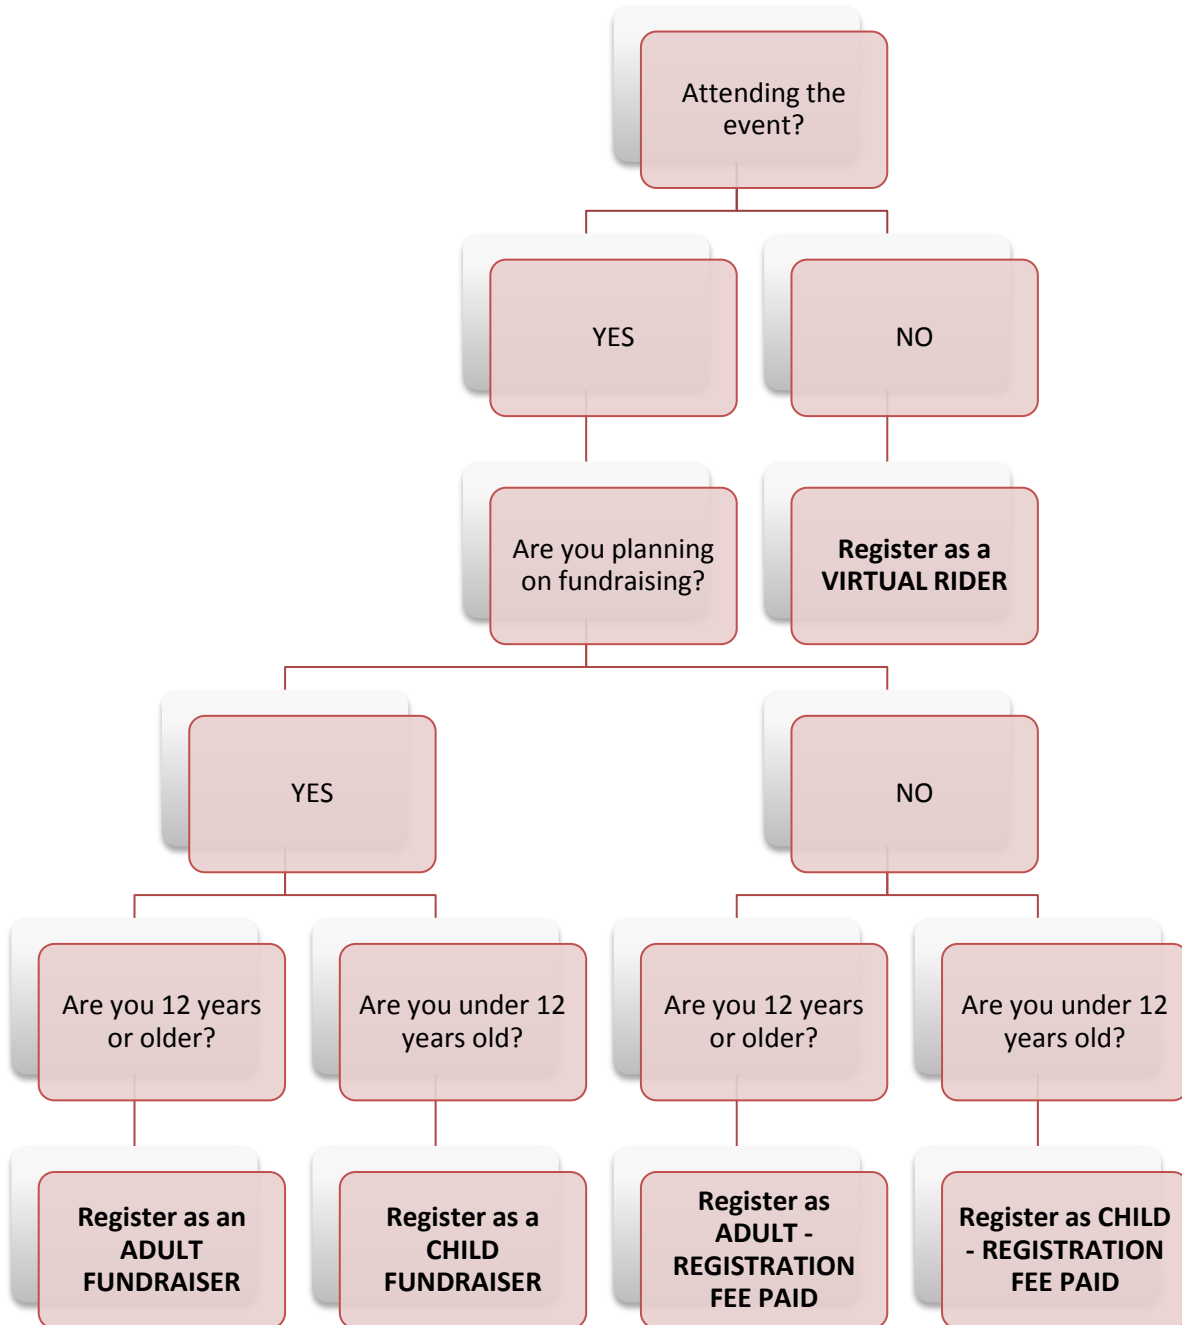 Attending the
event?
YES
NO
Are you planning
on fundraising?
Register as a
VIRTUAL RIDER
YES
NO
Are you 12 years
or older?
Are you under 12
years old?
Are you 12 years
or older?
Are you under 12
years old?
Register as an
ADULT
FUNDRAISER
Register as a
CHILD
FUNDRAISER
Register as
ADULT -
REGISTRATION
FEE PAID
Register as CHILD
- REGISTRATION
FEE PAID